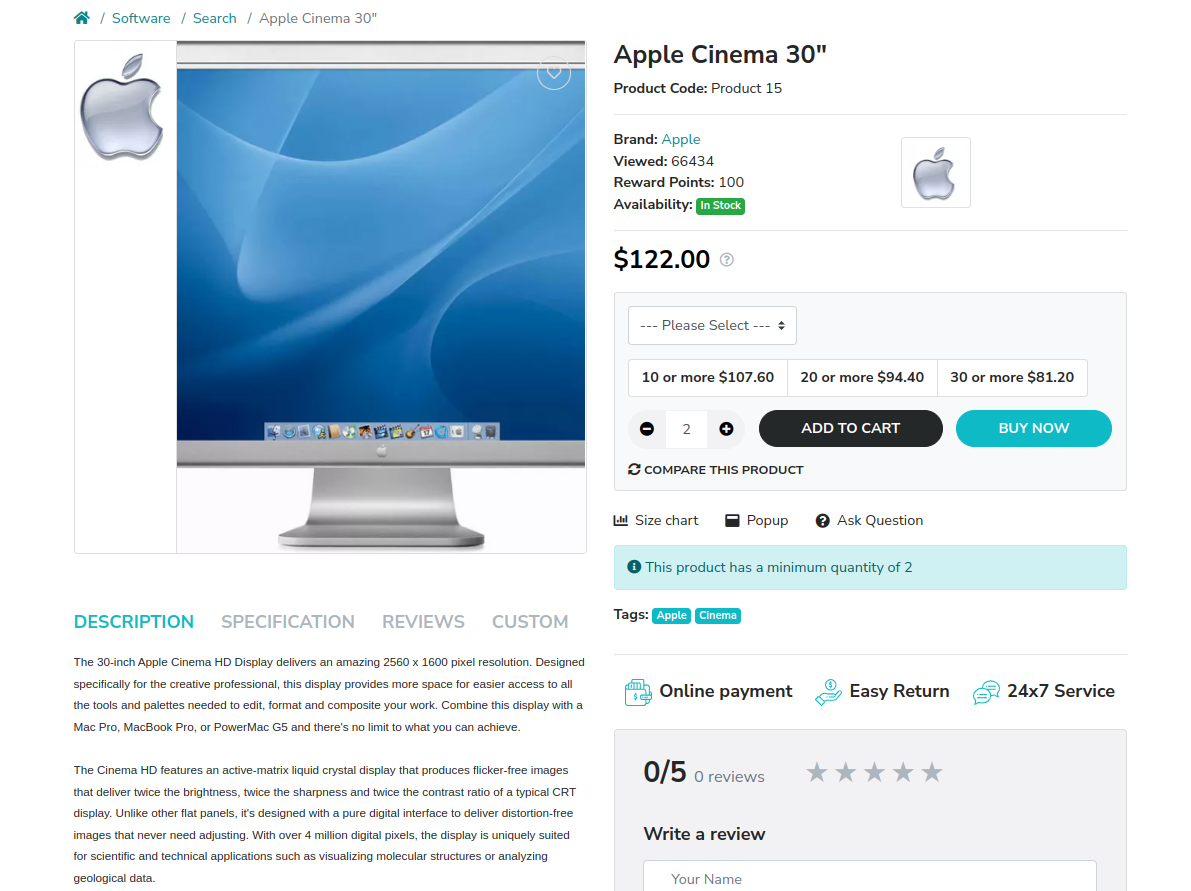 / Software / Search / Apple Cinema 30"
Apple Cinema 30"
Product Code: Product 15
Brand: Apple
Viewed: 66434
Reward Points: 100
Availability: In Stock
$122.00
--- Please Select ---
10 or more $107.60 20 or more $94.40 30 or more $81.20
2 ADD TO CART BUY NOW
COMPARE THIS PRODUCT
Size chart Popup Ask Question
This product has a minimum quantity of 2
Tags: Apple Cinema
Online payment Easy Return 24x7 Service
0/5 0 reviews
Write a review
Your Name
DESCRIPTION SPECIFICATION REVIEWS CUSTOM
The 30-inch Apple Cinema HD Display delivers an amazing 2560 x 1600 pixel resolution. Designed
specifically for the creative professional, this display provides more space for easier access to all
the tools and palettes needed to edit, format and composite your work. Combine this display with a
Mac Pro, MacBook Pro, or PowerMac G5 and there's no limit to what you can achieve.
The Cinema HD features an active-matrix liquid crystal display that produces flicker-free images
that deliver twice the brightness, twice the sharpness and twice the contrast ratio of a typical CRT
display. Unlike other flat panels, it's designed with a pure digital interface to deliver distortion-free
images that never need adjusting. With over 4 million digital pixels, the display is uniquely suited
for scientific and technical applications such as visualizing molecular structures or analyzing
geological data.